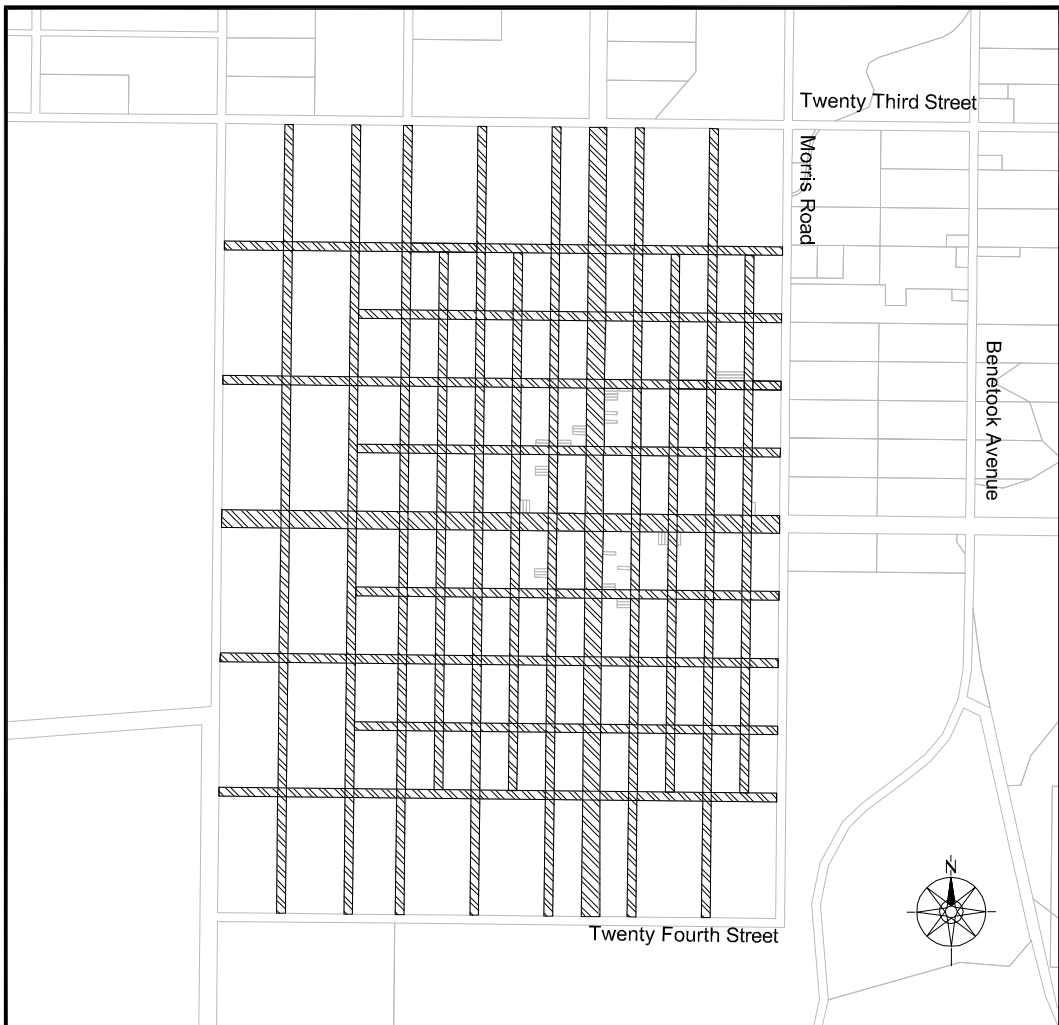 Twenty Third Street
Morris Road
Benetook Avenue
N
Twenty Fourth Street